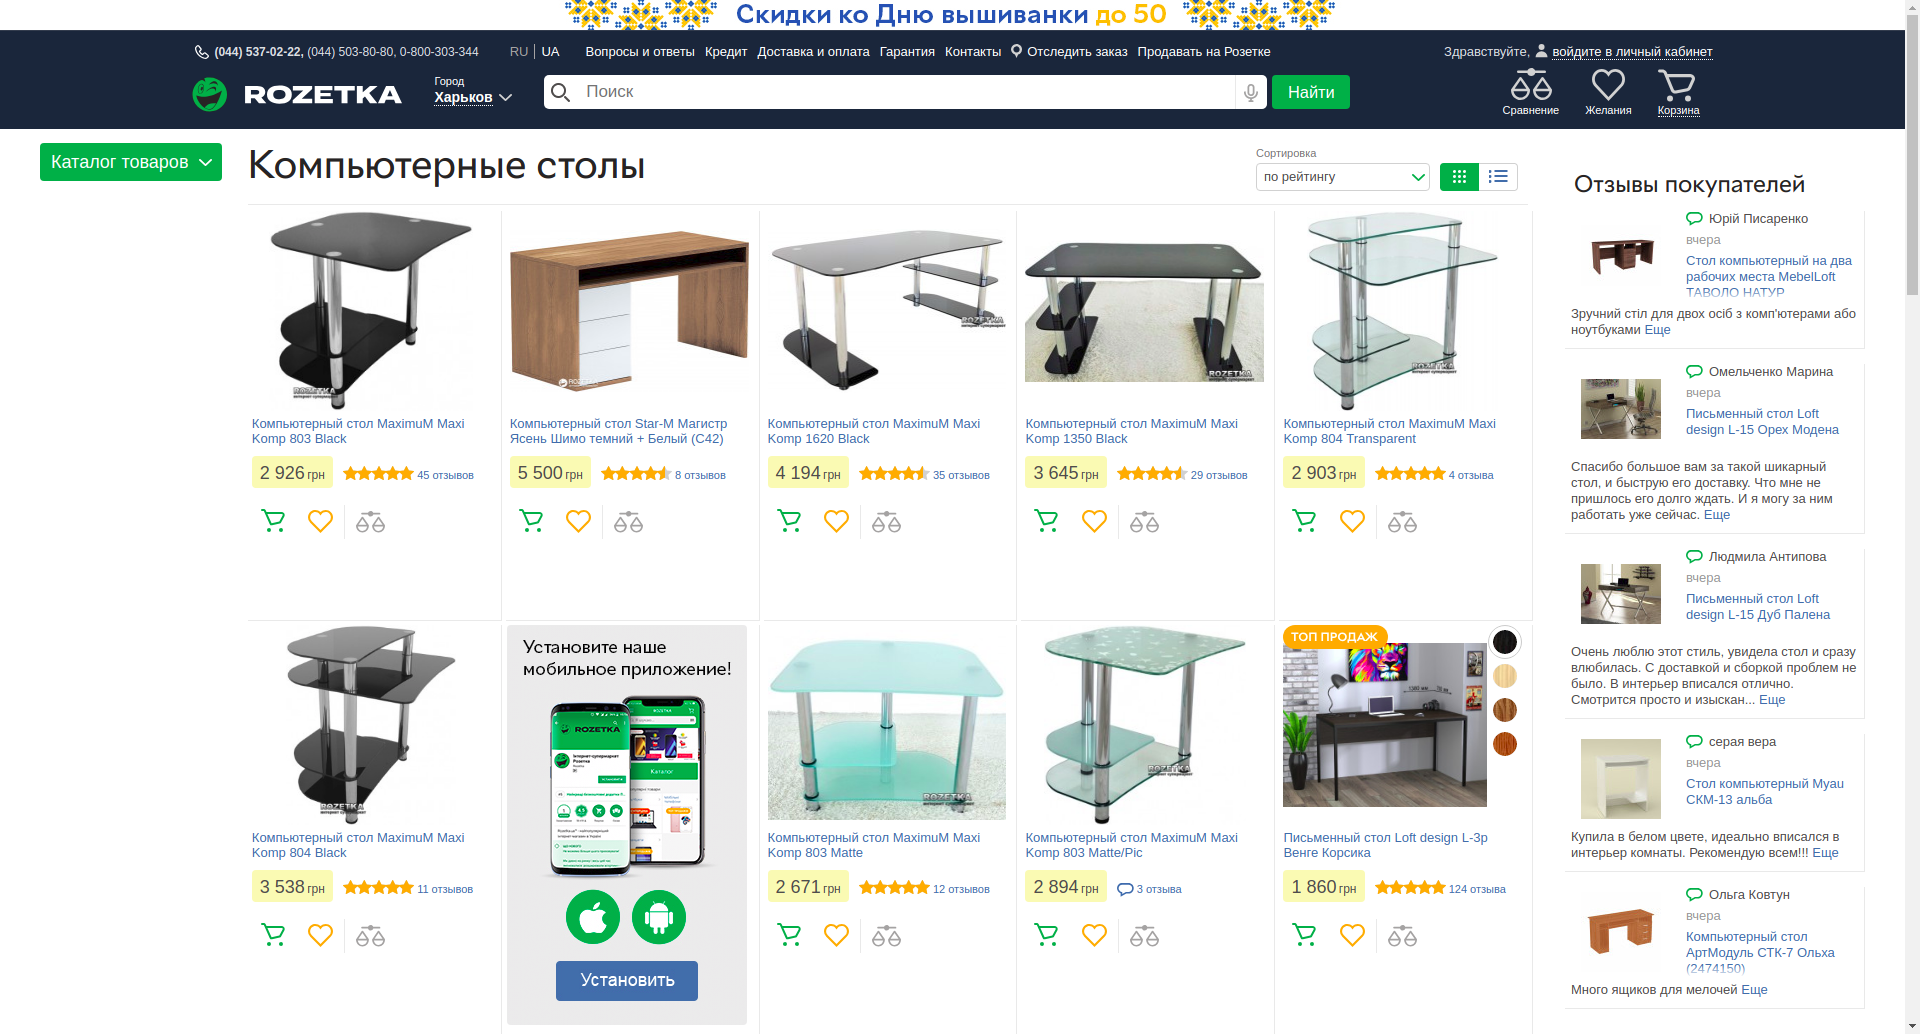 Скидки ко Дню вышиванки до 50
(044) 537-02-22, (044) 503-80-80, 0-800-303-344
RU UA
Вопросы и ответы Кредит Доставка и оплата Гарантия Контакты Отследить заказ Продавать на Розетке
Здравствуйте, войдите в личный кабинет
ROZETKA
Город
Харьков
Поиск
Найти
Сравнение
Желания
Корзина
Каталог товаров
Компьютерные столы
Сортировка
по рейтингу
Компьютерный стол MaximuM Maxi
Komp 803 Black
2 926 грн
45 отзывов
Компьютерный стол Star-M Магистр
Ясень Шимо темний + Белый (C42)
5 500 грн
8 отзывов
Компьютерный стол MaximuM Maxi
Komp 1620 Black
4 194 грн
35 отзывов
Компьютерный стол MaximuM Maxi
Komp 1350 Black
3 645 грн
29 отзывов
Компьютерный стол MaximuM Maxi
Komp 804 Transparent
2 903 грн
4 отзыва
Компьютерный стол MaximuM Maxi
Komp 804 Black
3 538 грн
11 отзывов
Установите наше
мобильное приложение!
ROZETKA
Каталог
Установить
Компьютерный стол MaximuM Maxi
Komp 803 Matte
2 671 грн
12 отзывов
Компьютерный стол MaximuM Maxi
Komp 803 Matte/Pic
2 894 грн
3 отзыва
ТОП ПРОДАЖ
Письменный стол Loft design L-3p
Венге Корсика
1 860 грн
124 отзыва
Отзывы покупателей
Юрій Писаренко
вчера
Стол компьютерный на два
рабочих места MebelLoft
ТАВОЛО НАТУР
Зручний стіл для двох осіб з комп'ютерами або
ноутбуками Еще
Омельченко Марина
вчера
Письменный стол Loft
design L-15 Орех Модена
Спасибо большое вам за такой шикарный
стол, и быструю его доставку. Что мне не
пришлось его долго ждать. И я могу за ним
работать уже сейчас. Еще
Людмила Антипова
вчера
Письменный стол Loft
design L-15 Дуб Палена
Очень люблю этот стиль, увидела стол и сразу
влюбилась. С доставкой и сборкой проблем не
было. В интерьер вписался отлично.
Смотрится просто и изыскан... Еще
серая вера
вчера
Стол компьютерный Муаu
СКМ-13 альба
Купила в белом цвете, идеально вписался в
интерьер комнаты. Рекомендую всем!!! Еще
Ольга Ковтун
вчера
Компьютерный стол
АртМодуль СТК-7 Ольха
(2474150)
Много ящиков для мелочей Еще